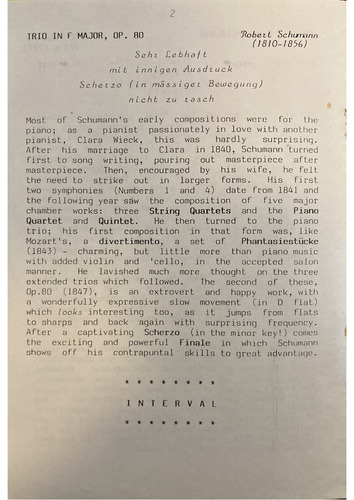 2
TRIO IN F MAJOR, OP. 80 Robert Schumann
(1810-1856)
Sehr Lebhaft
mit innigen Ausdruck
Scherzo (in mässiger Bewegung)
nicht zu rasch
Most of Schumann's early compositions were for the
piano; as a pianist passionately in love with another
pianist, Clara Wieck, this was hardly surprising.
After his marriage to Clara in 1840, Schumann turned
first to song writing, pouring out masterpiece after
masterpiece. Then, encouraged by his wife, he felt
the need to strike out in larger forms. His first
two symphonies (Numbers 1 and 4) date from 1841 and
the following year saw the composition of five major
chamber works: three String Quartets and the Piano
Quartet and Quintet. He then turned to the piano
trio; his first composition in that form was, like
Mozart's, a divertimento, a set of Phantasiestücke
(1843) - charming, but little more than piano music
with added violin and 'cello, in the accepted salon
manner. He lavished much more thought on the three
extended trios which followed. The second of these,
Op.80 (1847), is an extrovert and happy work, with
a wonderfully expressive slow movement (in D flat)
which looks interesting too, as it jumps from flats
to sharps and back again with surprising frequency.
After a captivating Scherzo (in the minor key!) comes
the exciting and powerful Finale in which Schumann
shows off his contrapuntal skills to great advantage.
* * * * * * * *
I N T E R V A L
* * * * * * * *